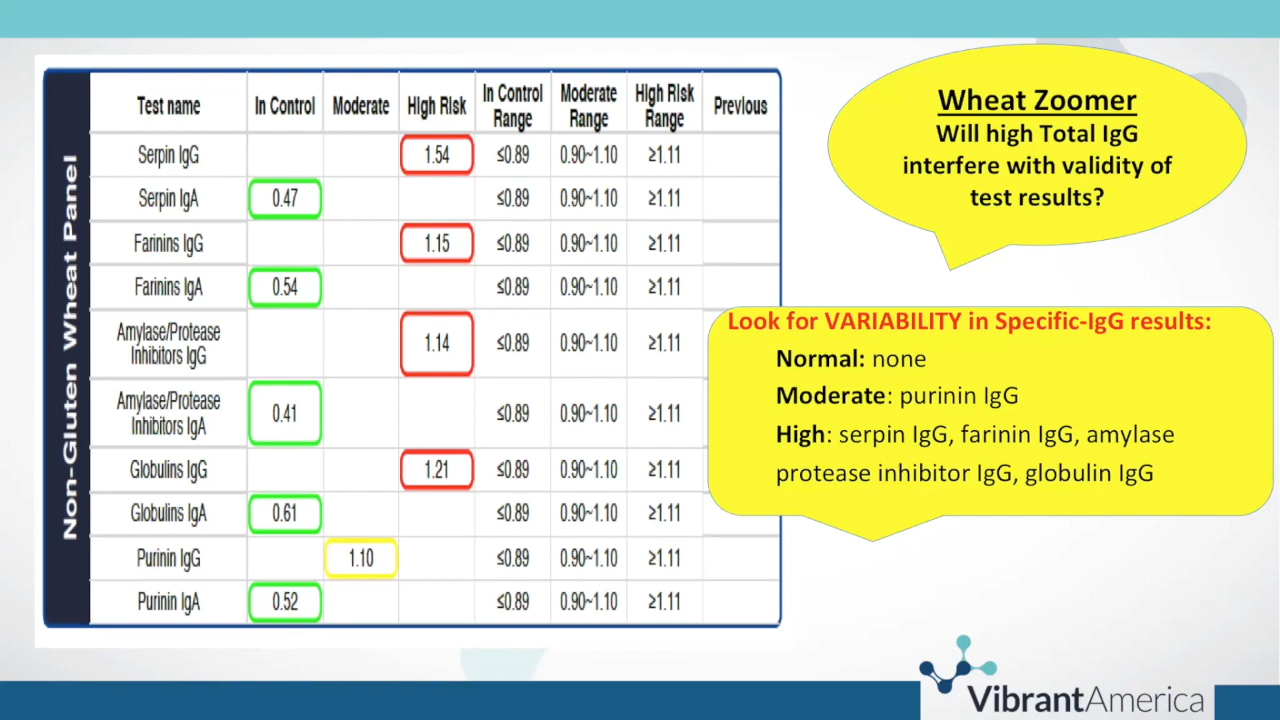 Non-Gluten Wheat Panel
Test name In Control Moderate High Risk In Control Range Moderate Range High Risk Range Previous
Serpin IgG 1.54 ≤0.89 0.90~1.10 ≥1.11
Serpin IgA 0.47 ≤0.89 0.90~1.10 ≥1.11
Farinins IgG 1.15 ≤0.89 0.90~1.10 ≥1.11
Farinins IgA 0.54 ≤0.89 0.90~1.10 ≥1.11
Amylase/Protease Inhibitors IgG 1.14 ≤0.89 0.90~1.10 ≥1.11
Amylase/Protease Inhibitors IgA 0.41 ≤0.89 0.90~1.10 ≥1.11
Globulins IgG 1.21 ≤0.89 0.90~1.10 ≥1.11
Globulins IgA 0.61 ≤0.89 0.90~1.10 ≥1.11
Purinin IgG 1.10 ≤0.89 0.90~1.10 ≥1.11
Purinin IgA 0.52 ≤0.89 0.90~1.10 ≥1.11
Wheat Zoomer
Will high Total IgG
interfere with validity of
test results?
Look for VARIABILITY in Specific-IgG results:
Normal: none
Moderate: purinin IgG
High: serpin IgG, farinin IgG, amylase
protease inhibitor IgG, globulin IgG
VibrantAmerica